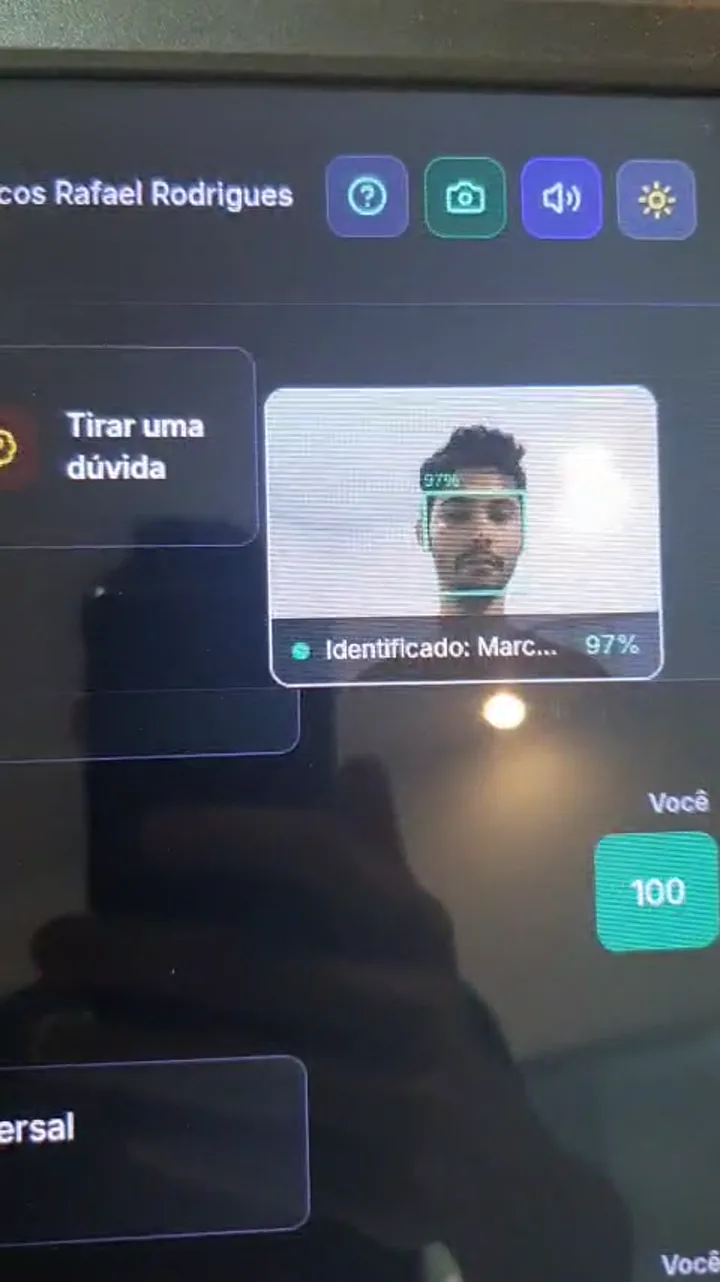 cos Rafael Rodrigues
Tirar uma
dúvida
97%
Identificado: Marc... 97%
Você
100
ersal
Você